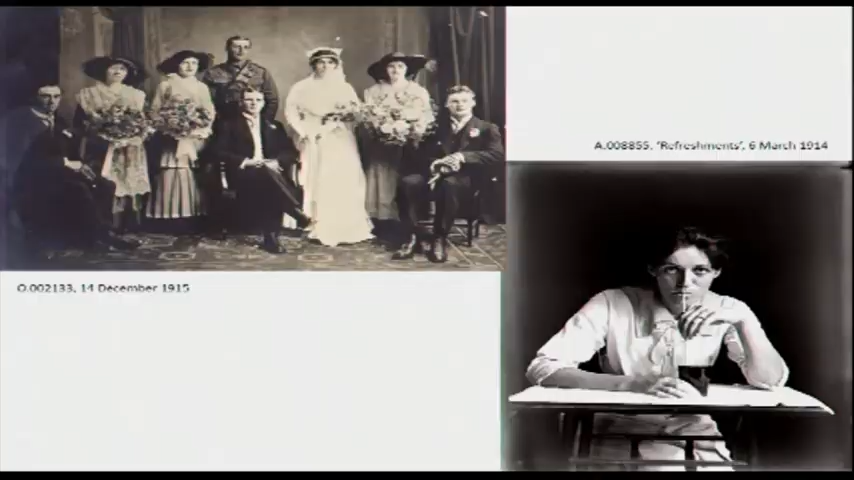 A.008855, 'Refreshments', 6 March 1914
O.002133, 14 December 1915